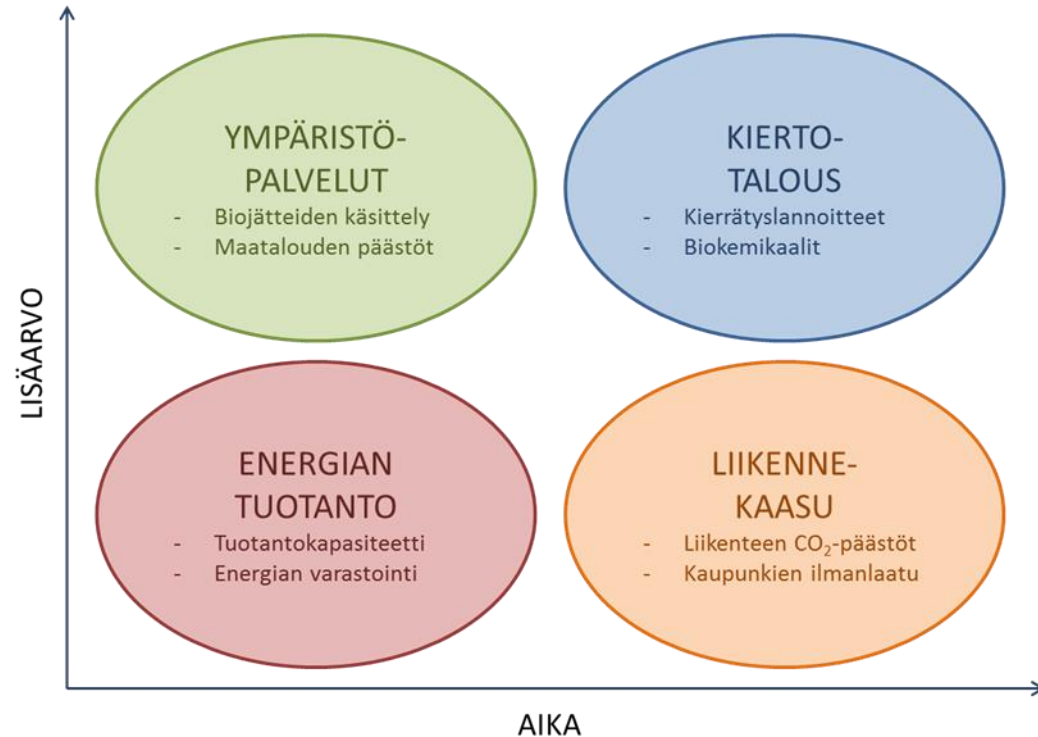 LISÄARVO
YMPÄRISTÖ-
PALVELUT
- Biojätteiden käsittely
- Maatalouden päästöt
KIERTO-
TALOUS
- Kierrätyslannoitteet
- Biokemikaalit
ENERGIAN
TUOTANTO
- Tuotantokapasiteetti
- Energian varastointi
LIIKENNE-
KAASU
- Liikenteen CO₂-päästöt
- Kaupunkien ilmanlaatu
AIKA